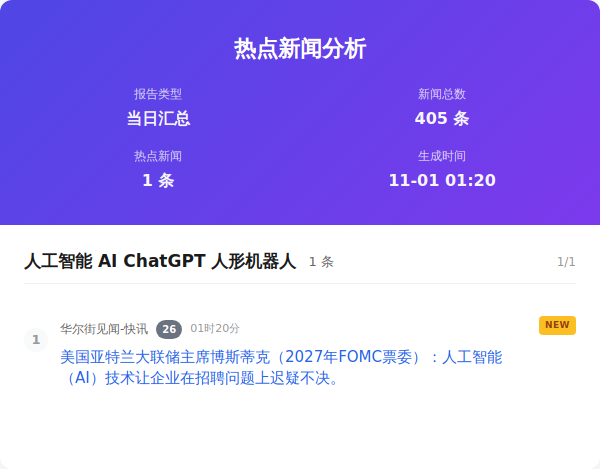 热点新闻分析
报告类型
新闻总数
当日汇总
405 条
热点新闻
生成时间
1 条
11-01 01:20
人工智能 AI ChatGPT 人形机器人 1 条 1/1
1
华尔街见闻-快讯 26 01时20分 NEW
美国亚特兰大联储主席博斯蒂克（2027年FOMC票委）：人工智能
（AI）技术让企业在招聘问题上迟疑不决。